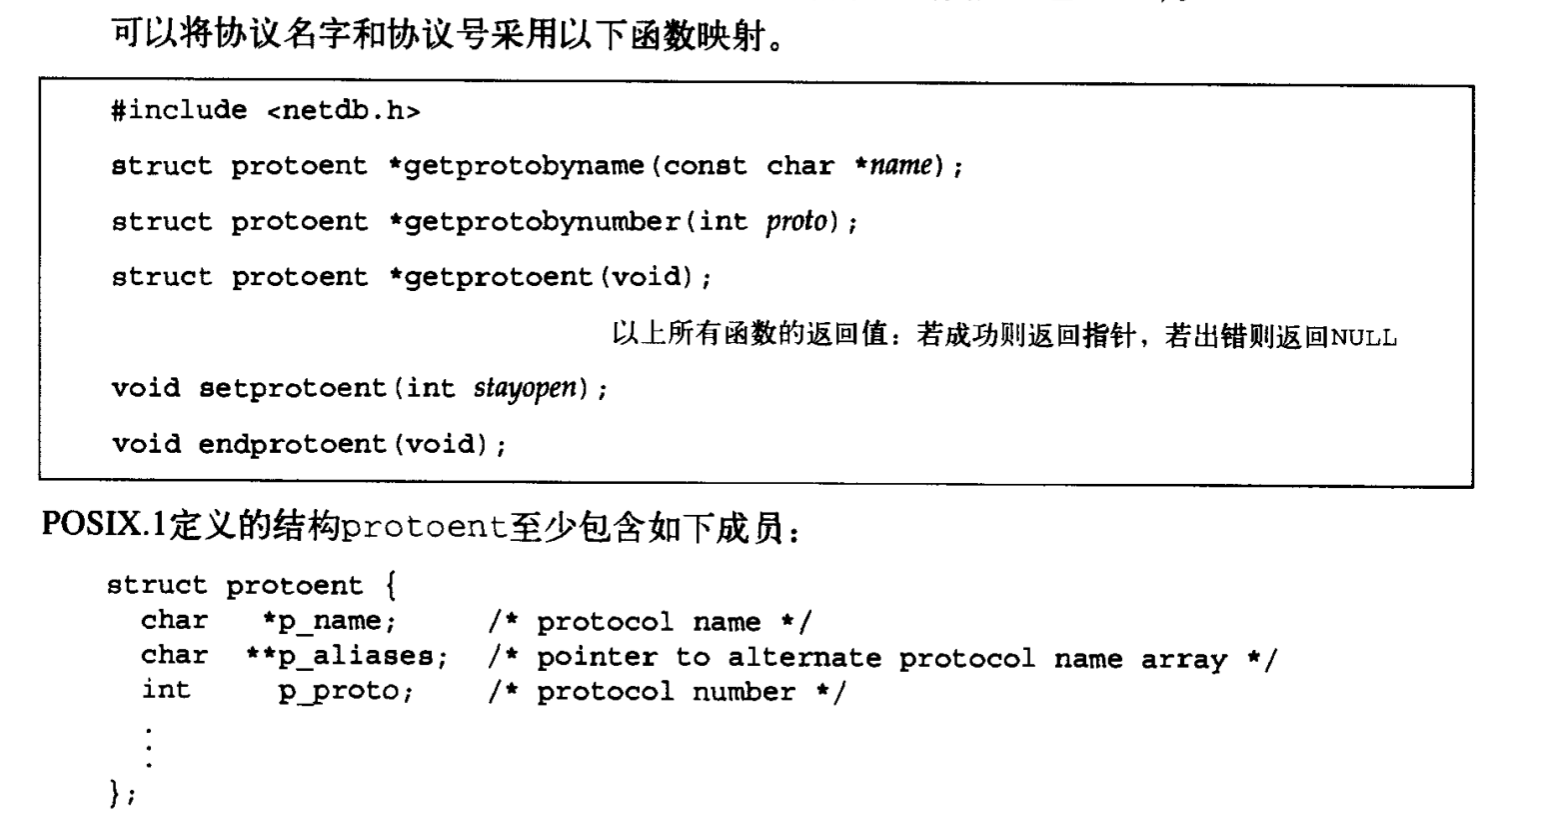 可以将协议名字和协议号采用以下函数映射。
#include <netdb.h>
struct protoent *getprotobyname(const char *name);
struct protoent *getprotobynumber(int proto);
struct protoent *getprotoent(void);
以上所有函数的返回值：若成功则返回指针，若出错则返回NULL
void setprotoent(int stayopen);
void endprotoent(void);
POSIX.1定义的结构protoent至少包含如下成员：
struct protoent {
char *p_name; /* protocol name */
char **p_aliases; /* pointer to alternate protocol name array */
int p_proto; /* protocol number */
.
.
.
};